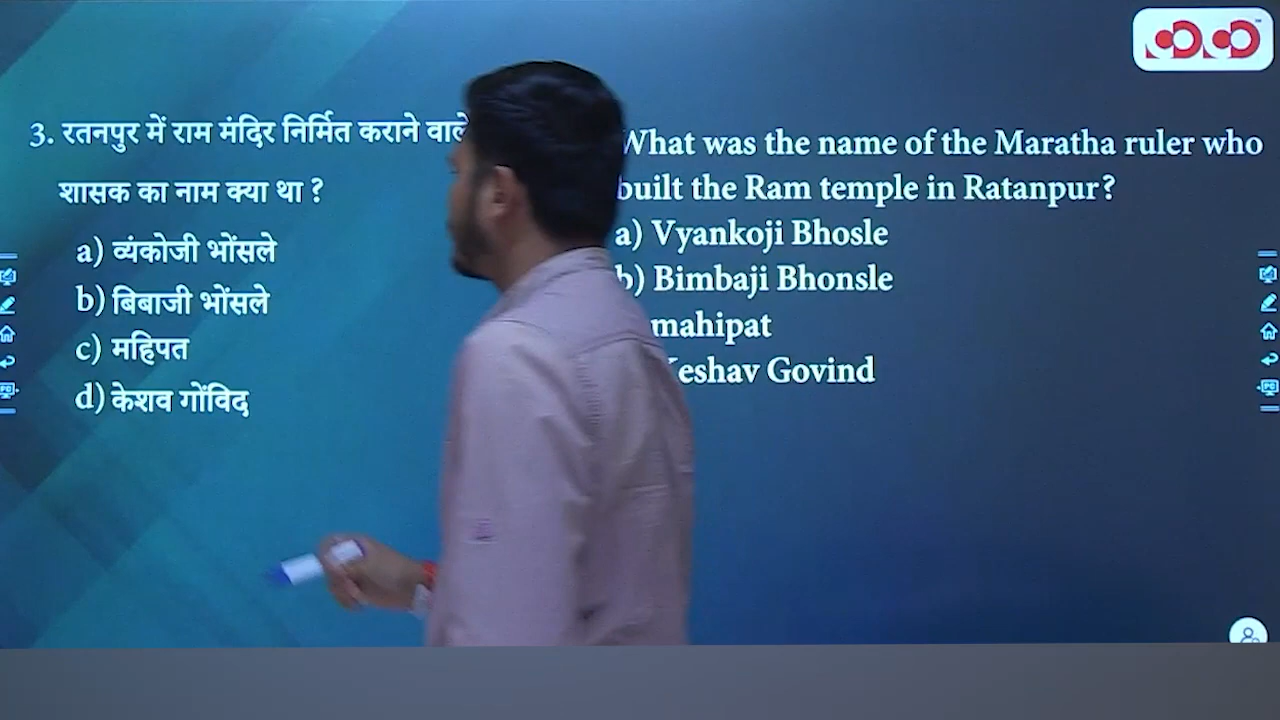 3. रतनपुर में राम मंदिर निर्मित कराने वाले
शासक का नाम क्या था ?
a) व्यंकोजी भोंसले
b) बिबाजी भोंसले
c) महिपत
d) केशव गोंविद
What was the name of the Maratha ruler who
built the Ram temple in Ratanpur?
a) Vyankoji Bhosle
b) Bimbaji Bhonsle
mahipat
Keshav Govind